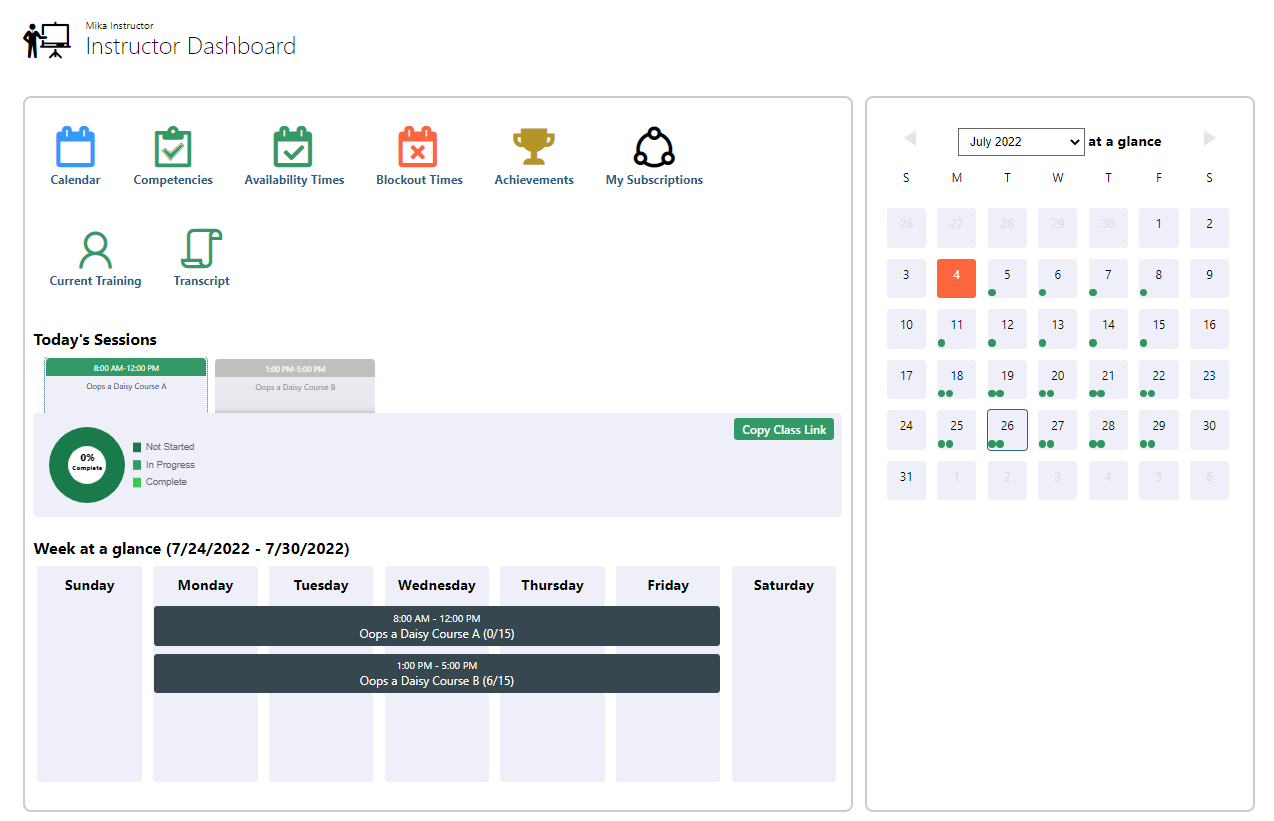 Mika Instructor
Instructor Dashboard
Calendar
Competencies
Availability Times
Blockout Times
Achievements
My Subscriptions
Current Training
Transcript
Today's Sessions
8:00 AM-12:00 PM
Oops a Daisy Course A
1:00 PM-5:00 PM
Oops a Daisy Course B
Copy Class Link
0%
Complete
Not Started
In Progress
Complete
Week at a glance (7/24/2022 - 7/30/2022)
Sunday Monday Tuesday Wednesday Thursday Friday Saturday
8:00 AM - 12:00 PM
Oops a Daisy Course A (0/15)
1:00 PM - 5:00 PM
Oops a Daisy Course B (6/15)
July 2022 at a glance
S M T W T F S
26 27 28 29 30 1 2
3 4 5 6 7 8 9
10 11 12 13 14 15 16
17 18 19 20 21 22 23
24 25 26 27 28 29 30
31 1 2 3 4 5 6